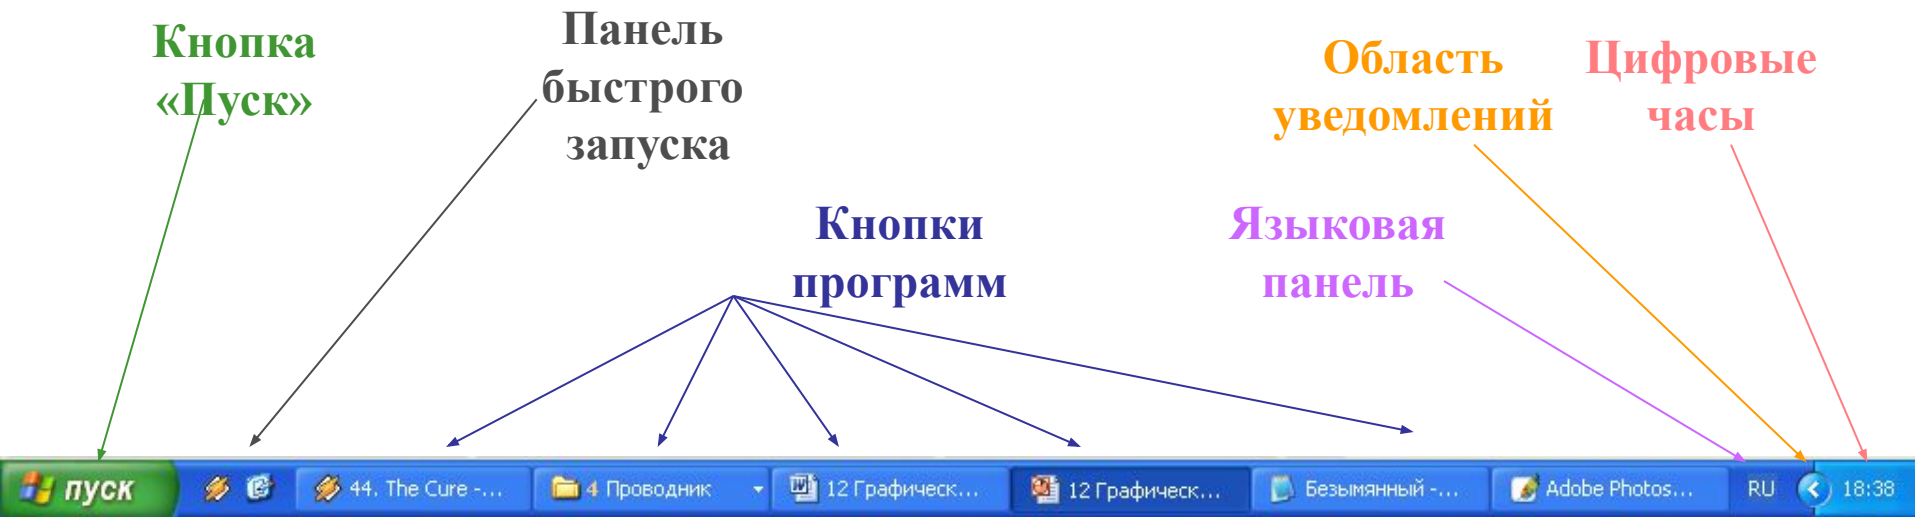 Кнопка
«Пуск»
Панель
быстрого
запуска
Область
уведомлений
Цифровые
часы
Кнопки
программ
Языковая
панель
пуск
44. The Cure -...
4 Проводник
12 Графическ...
12 Графическ...
Безымянный -...
Adobe Photos...
RU
18:38